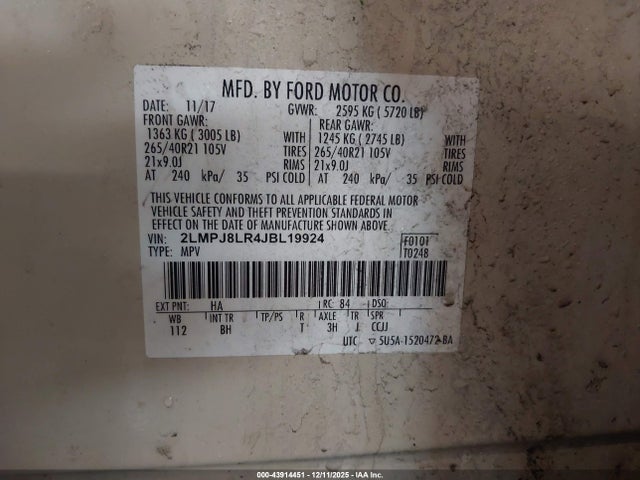 MFD. BY FORD MOTOR CO.
DATE: 11/17 GVWR: 2595 KG ( 5720 LB)
FRONT GAWR: REAR GAWR:
1363 KG ( 3005 LB) WITH 1245 KG ( 2745 LB) WITH
265/40R21 105V TIRES 265/40R21 105V TIRES
21x9.0J RIMS 21x9.0J RIMS
AT 240 kPa/ 35 PSI COLD AT 240 kPa/ 35 PSI COLD
THIS VEHICLE CONFORMS TO ALL APPLICABLE FEDERAL MOTOR
VEHICLE SAFETY AND THEFT PREVENTION STANDARDS IN
EFFECT ON THE DATE OF MANUFACTURE SHOWN ABOVE.
VIN: 2LMPJ8LR4JBL19924 F0101
TYPE: MPV T0248
EXT PNT: HA RC: 84 DSO:
WB INT TR TP/PS R AXLE TR SPR
112 BH T 3H J CCJJ
UTC ▽ 5U5A-1520472-BA
000-43914451 - 12/11/2025 - IAA Inc.